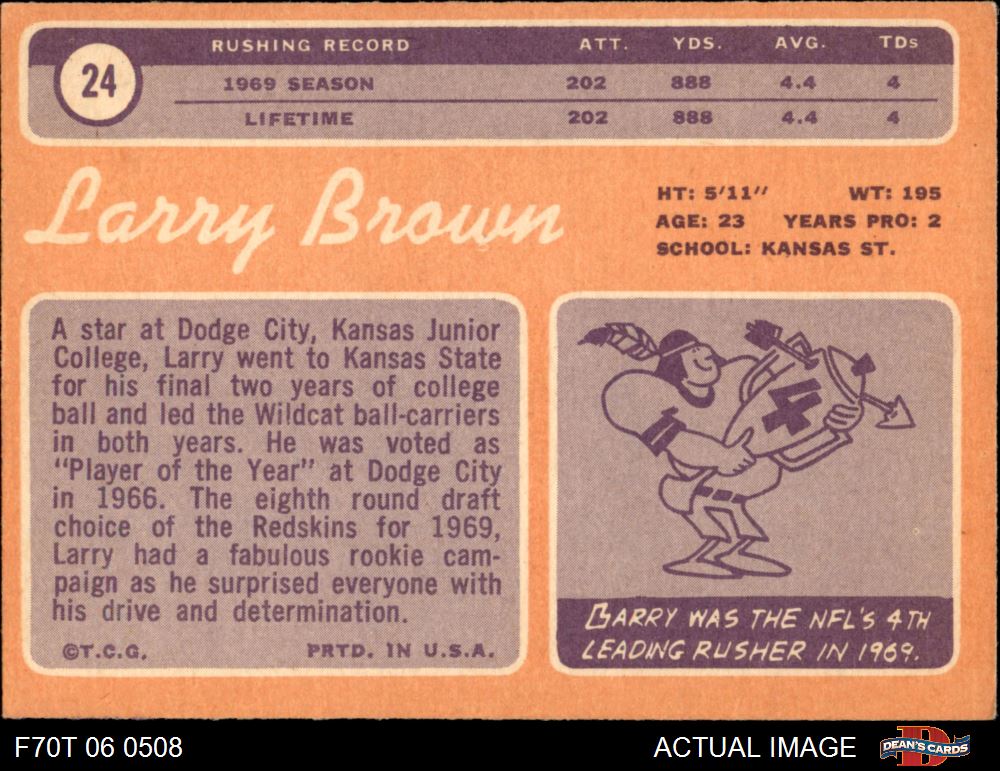 24
RUSHING RECORD ATT. YDS. AVG. TDs
1969 SEASON 202 888 4.4 4
LIFETIME 202 888 4.4 4
Larry Brown
HT: 5'11" WT: 195
AGE: 23 YEARS PRO: 2
SCHOOL: KANSAS ST.
A star at Dodge City, Kansas Junior
College, Larry went to Kansas State
for his final two years of college
ball and led the Wildcat ball-carriers
in both years. He was voted as
"Player of the Year" at Dodge City
in 1966. The eighth round draft
choice of the Redskins for 1969,
Larry had a fabulous rookie cam-
paign as he surprised everyone with
his drive and determination.
©T.C.G. PRTD. IN U.S.A.
4
LARRY WAS THE NFL'S 4TH
LEADING RUSHER IN 1969.
F70T 06 0508 ACTUAL IMAGE DEAN'S CARDS